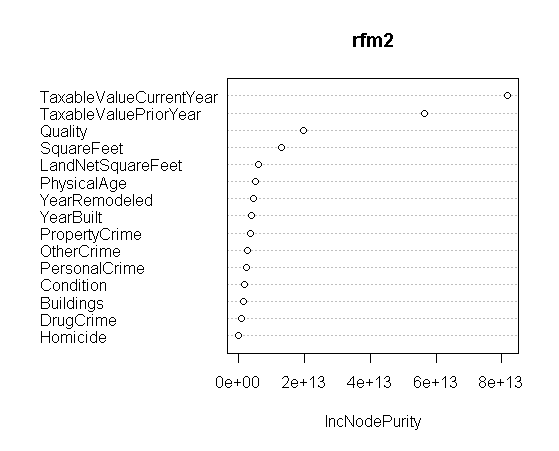 rfm2
TaxableValueCurrentYear
TaxableValuePriorYear
Quality
SquareFeet
LandNetSquareFeet
PhysicalAge
YearRemodeled
YearBuilt
PropertyCrime
OtherCrime
PersonalCrime
Condition
Buildings
DrugCrime
Homicide
0e+00 2e+13 4e+13 6e+13 8e+13
IncNodePurity